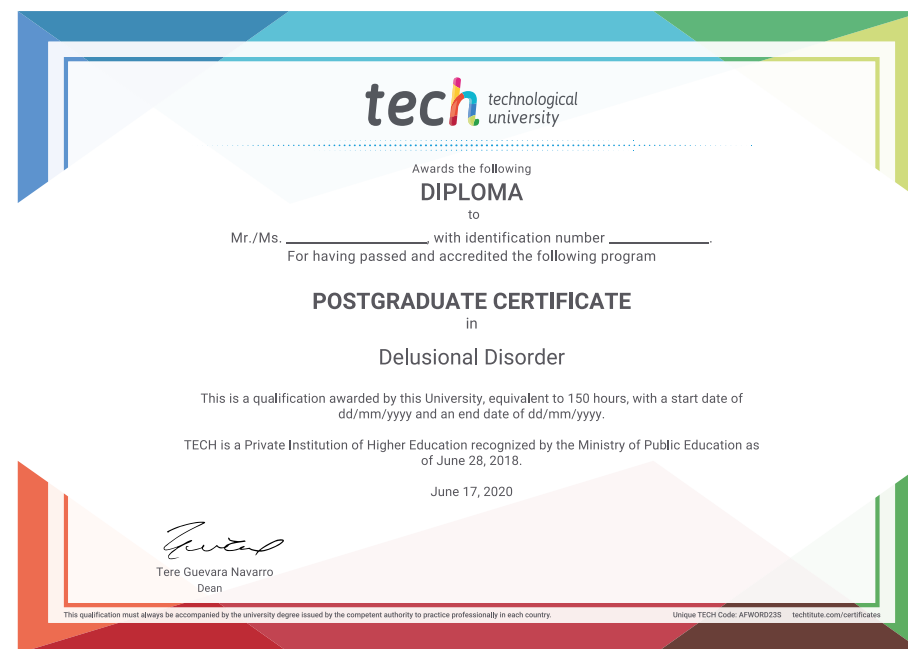 tech technological
university
Awards the following
DIPLOMA
to
Mr./Ms. ____________________, with identification number ______________.
For having passed and accredited the following program
POSTGRADUATE CERTIFICATE
in
Delusional Disorder
This is a qualification awarded by this University, equivalent to 150 hours, with a start date of
dd/mm/yyyy and an end date of dd/mm/yyyy.
TECH is a Private Institution of Higher Education recognized by the Ministry of Public Education as
of June 28, 2018.
June 17, 2020
Tere Guevara Navarro
Dean
This qualification must always be accompanied by the university degree issued by the competent authority to practice professionally in each country. Unique TECH Code: AFWORD23S techtitute.com/certificates